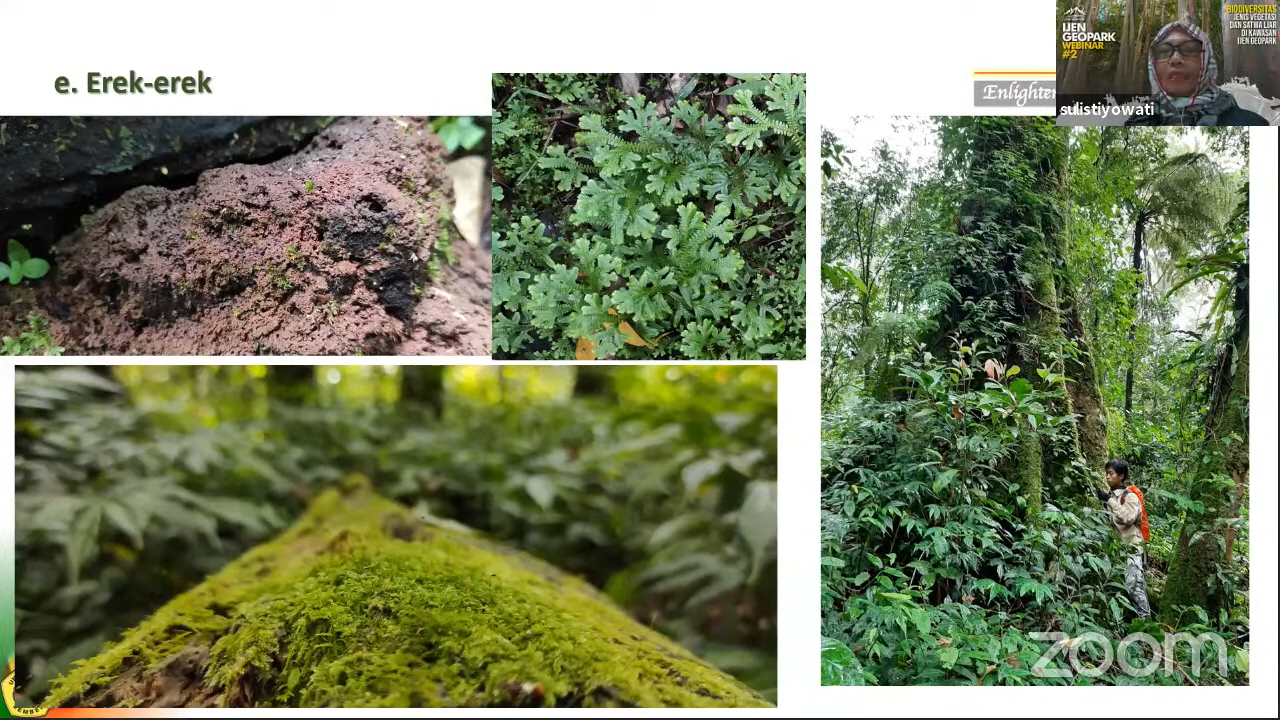 e. Erek-erek
Enlighten
IJEN
GEOPARK
WEBINAR
#2
BIODIVERSITAS
JENIS VEGETASI
DAN SATWA LIAR
DI KAWASAN
IJEN GEOPARK
sulistiyowati
zoom